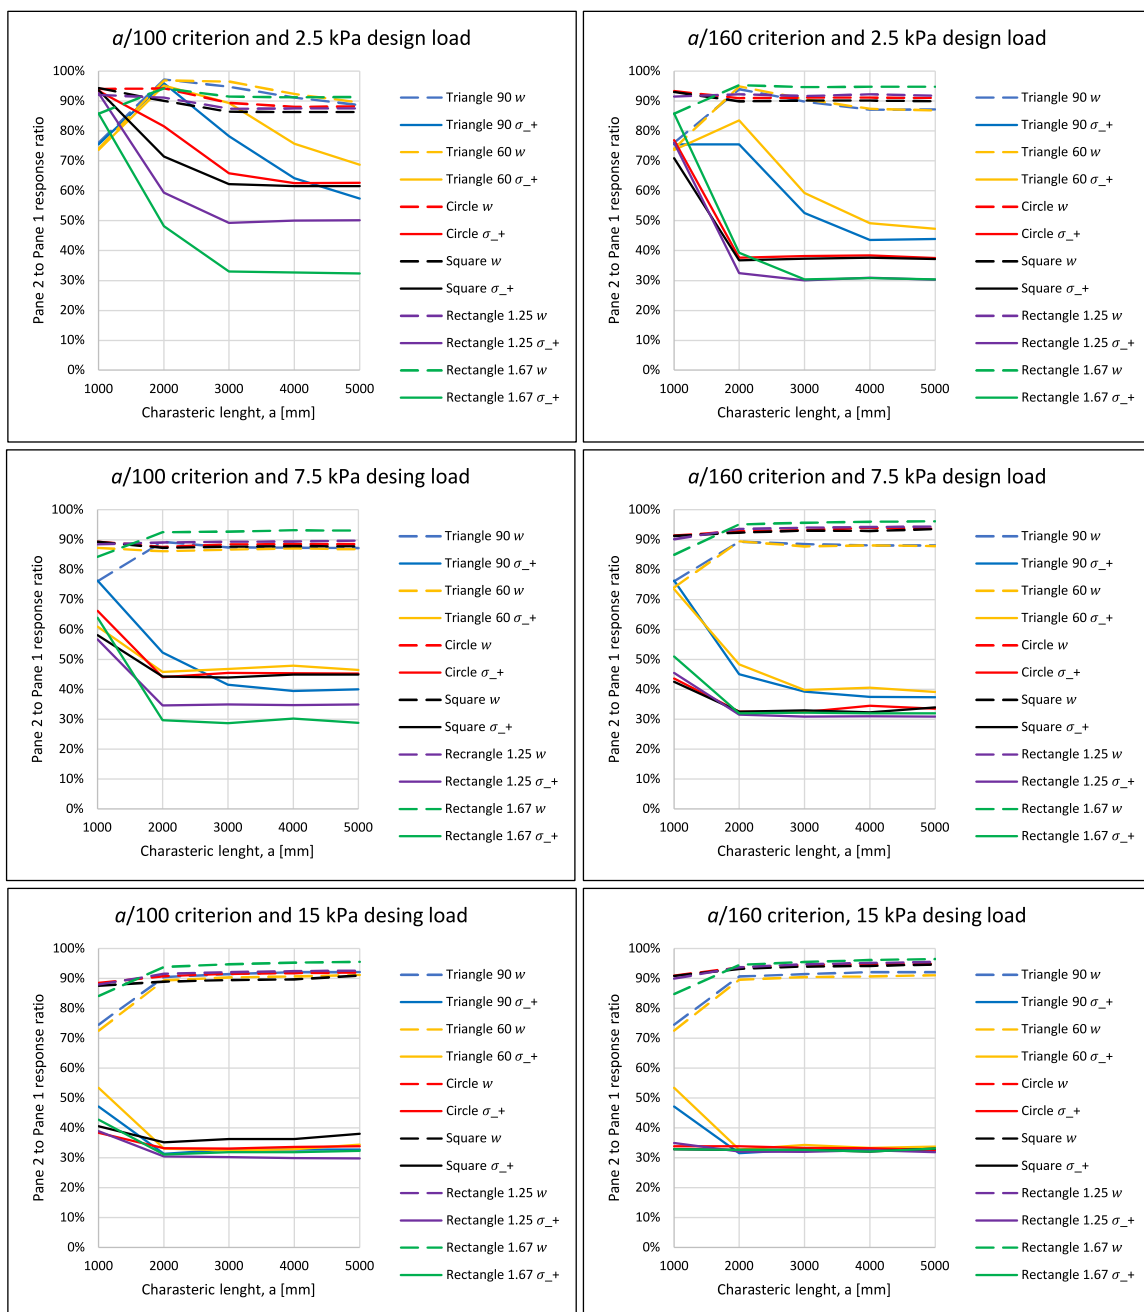 a/100 criterion and 2.5 kPa design load
100%
90%
80%
70%
60%
50%
40%
30%
20%
10%
0%
Pane 2 to Pane 1 response ratio
1000 2000 3000 4000 5000
Charasteric lenght, a [mm]
Triangle 90 w
Triangle 90 σ_+
Triangle 60 w
Triangle 60 σ_+
Circle w
Circle σ_+
Square w
Square σ_+
Rectangle 1.25 w
Rectangle 1.25 σ_+
Rectangle 1.67 w
Rectangle 1.67 σ_+
a/160 criterion and 2.5 kPa design load
100%
90%
80%
70%
60%
50%
40%
30%
20%
10%
0%
Pane 2 to Pane 1 response ratio
1000 2000 3000 4000 5000
Charasteric lenght, a [mm]
Triangle 90 w
Triangle 90 σ_+
Triangle 60 w
Triangle 60 σ_+
Circle w
Circle σ_+
Square w
Square σ_+
Rectangle 1.25 w
Rectangle 1.25 σ_+
Rectangle 1.67 w
Rectangle 1.67 σ_+
a/100 criterion and 7.5 kPa desing load
100%
90%
80%
70%
60%
50%
40%
30%
20%
10%
0%
Pane 2 to Pane 1 response ratio
1000 2000 3000 4000 5000
Charasteric lenght, a [mm]
Triangle 90 w
Triangle 90 σ_+
Triangle 60 w
Triangle 60 σ_+
Circle w
Circle σ_+
Square w
Square σ_+
Recrangle 1.25 w
Rectangle 1.25 σ_+
Rectangle 1.67 w
Rectangle 1.67 σ_+
a/160 criterion and 7.5 kPa design load
100%
90%
80%
70%
60%
50%
40%
30%
20%
10%
0%
Pane 2 to Pane 1 response ratio
1000 2000 3000 4000 5000
Charasteric lenght, a [mm]
Triangle 90 w
Triangle 90 σ_+
Triangle 60 w
Triangle 60 σ_+
Circle w
Circle σ_+
Square w
Square σ_+
Rectangle 1.25 w
Rectangle 1.25 σ_+
Rectangle 1.67 w
Rectangle 1.67 σ_+
a/100 criterion and 15 kPa desing load
100%
90%
80%
70%
60%
50%
40%
30%
20%
10%
0%
Pane 2 to Pane 1 response ratio
1000 2000 3000 4000 5000
Charasteric lenght, a [mm]
Triangle 90 w
Triangle 90 σ_+
Triangle 60 w
Triangle 60 σ_+
Circle w
Circle σ_+
Square w
Square σ_+
Rectangle 1.25 w
Rectangle 1.25 σ_+
Rectangle 1.67 w
Rectangle 1.67 σ_+
a/160 criterion, 15 kPa desing load
100%
90%
80%
70%
60%
50%
40%
30%
20%
10%
0%
Pane 2 to Pane 1 response ratio
1000 2000 3000 4000 5000
Charasteric lenght, a [mm]
Triangle 90 w
Triangle 90 σ_+
Triangle 60 w
Triangle 60 σ_+
Circle w
Circle σ_+
Square w
Square σ_+
Rectangle 1.25 w
Rectangle 1.25 σ_+
Rectangle 1.67 w
Rectangle 1.67 σ_+